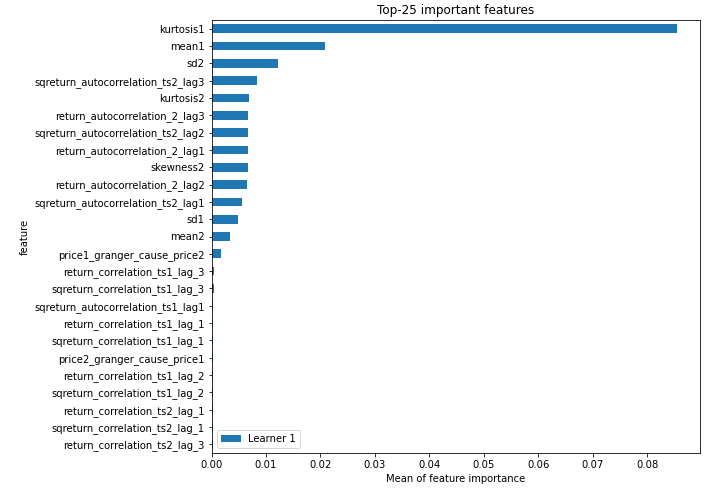 Top-25 important features
kurtosis1
mean1
sd2
sqreturn_autocorrelation_ts2_lag3
kurtosis2
return_autocorrelation_2_lag3
sqreturn_autocorrelation_ts2_lag2
return_autocorrelation_2_lag1
skewness2
return_autocorrelation_2_lag2
sqreturn_autocorrelation_ts2_lag1
sd1
mean2
price1_granger_cause_price2
return_correlation_ts1_lag_3
sqreturn_correlation_ts1_lag_3
sqreturn_autocorrelation_ts1_lag1
return_correlation_ts1_lag_1
sqreturn_correlation_ts1_lag_1
price2_granger_cause_price1
return_correlation_ts1_lag_2
sqreturn_correlation_ts1_lag_2
return_correlation_ts2_lag_1
sqreturn_correlation_ts2_lag_1
return_correlation_ts2_lag_3
feature
Learner 1
0.00 0.01 0.02 0.03 0.04 0.05 0.06 0.07 0.08
Mean of feature importance